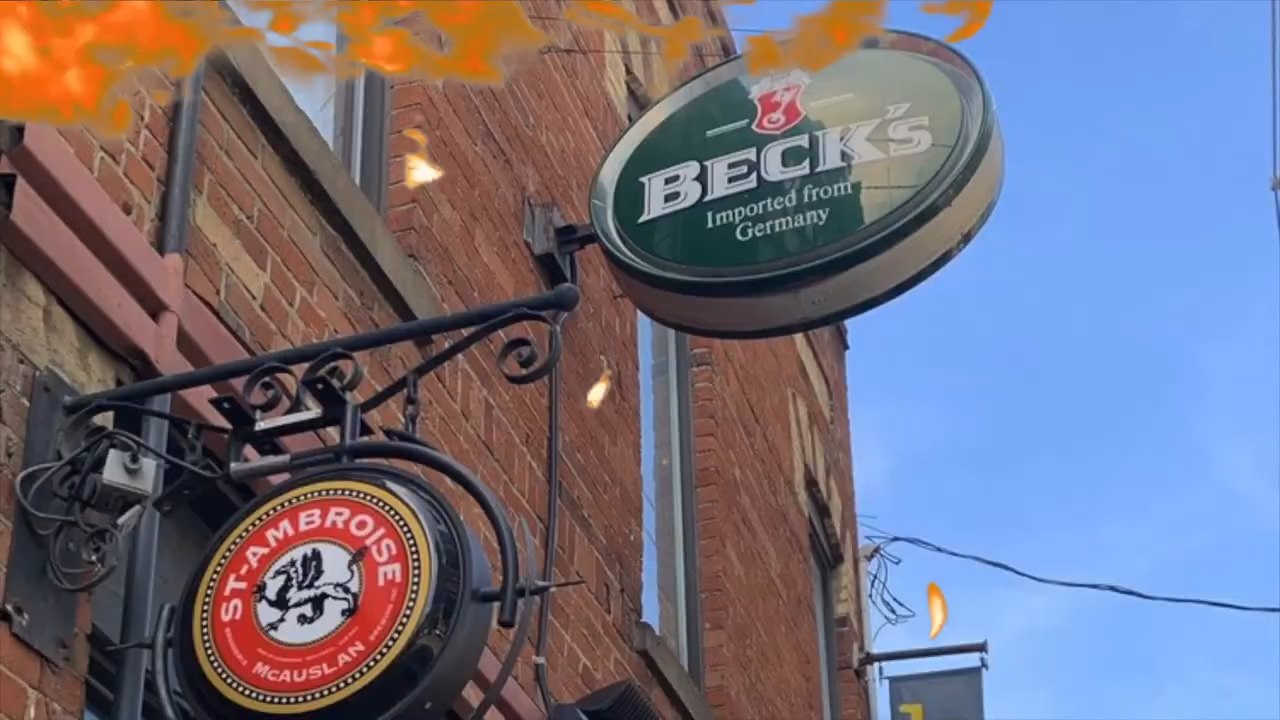 BECK'S
Imported from
Germany
ST-AMBROISE
McAUSLAN